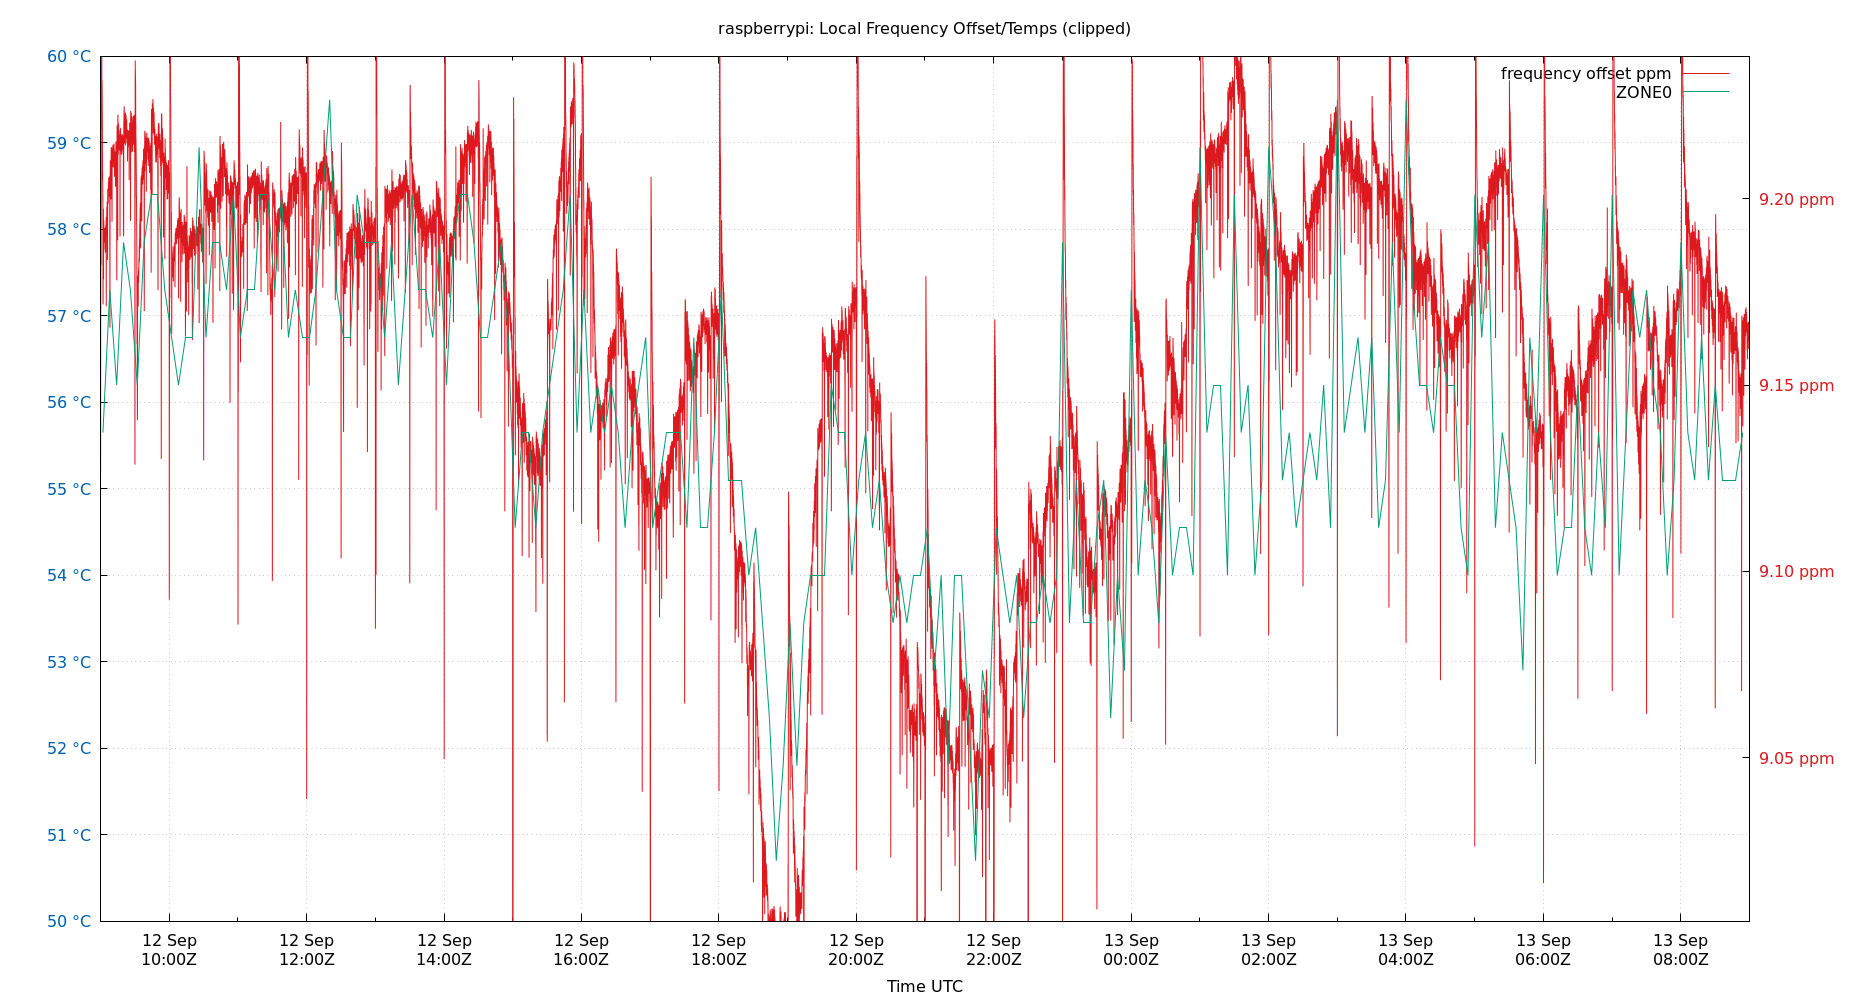 raspberrypi: Local Frequency Offset/Temps (clipped)
frequency offset ppm
ZONE0
60 °C
59 °C
58 °C
57 °C
56 °C
55 °C
54 °C
53 °C
52 °C
51 °C
50 °C
9.20 ppm
9.15 ppm
9.10 ppm
9.05 ppm
12 Sep 12 Sep 12 Sep 12 Sep 12 Sep 12 Sep 12 Sep 13 Sep 13 Sep 13 Sep 13 Sep 13 Sep
10:00Z 12:00Z 14:00Z 16:00Z 18:00Z 20:00Z 22:00Z 00:00Z 02:00Z 04:00Z 06:00Z 08:00Z
Time UTC